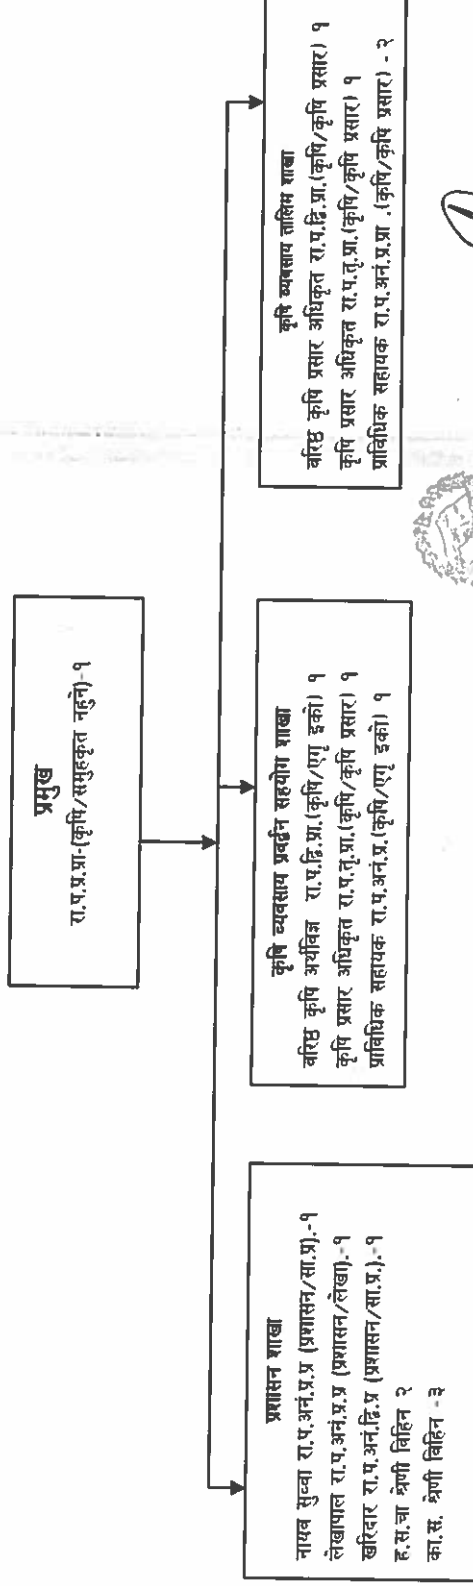 प्रमुख
रा.प.प्र.प्रा-(कृषि/समुहकृत नहुने)-१
प्रशासन शाखा
नायव सुब्बा रा.प.अनं.प्र.प्र (प्रशासन/सा.प्र).-१
लेखापाल रा.प.अनं.प्र.प्र (प्रशासन/लेखा).-१
खरिदार रा.प.अनं.द्वि.प्र (प्रशासन/सा.प्र.).-१
ह.स.चा श्रेणी विहिन २
का.स. श्रेणी विहिन -३
कृषि व्यवसाय प्रवर्द्धन सहयोग शाखा
वरिष्ठ कृषि अर्थविज्ञ रा.प.द्वि.प्रा.(कृषि/एगृ इको) १
कृषि प्रसार अधिकृत रा.प.तृ.प्रा.(कृषि/कृषि प्रसार) १
प्राविधिक सहायक रा.प.अनं.प्र.(कृषि/एगृ इको) १
कृषि व्यवसाय तालिम शाखा
वरिष्ठ कृषि प्रसार अधिकृत रा.प.द्वि.प्रा.(कृषि/कृषि प्रसार) १
कृषि प्रसार अधिकृत रा.प.तृ.प्रा.(कृषि/कृषि प्रसार) १
प्राविधिक सहायक रा.प.अनं.प्र.प्रा .(कृषि/कृषि प्रसार) - २